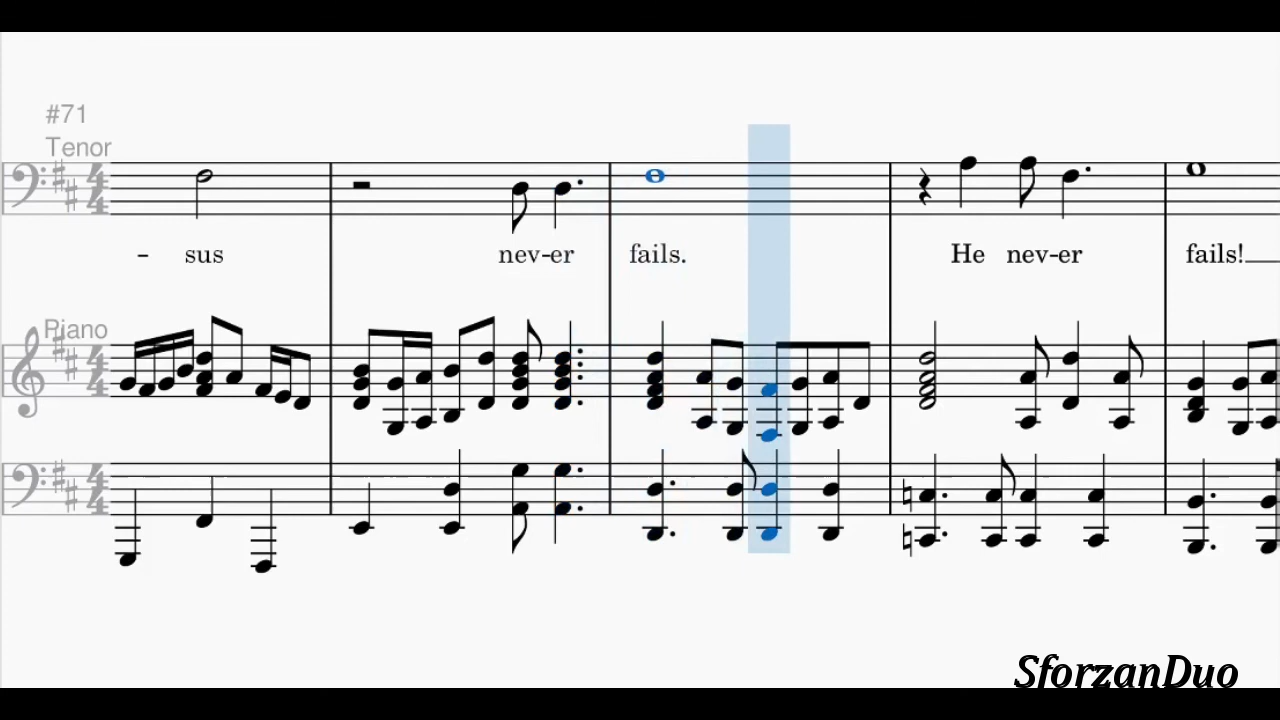 #71
Tenor
- sus nev-er fails. He nev-er fails!
Piano
SforzanDuo